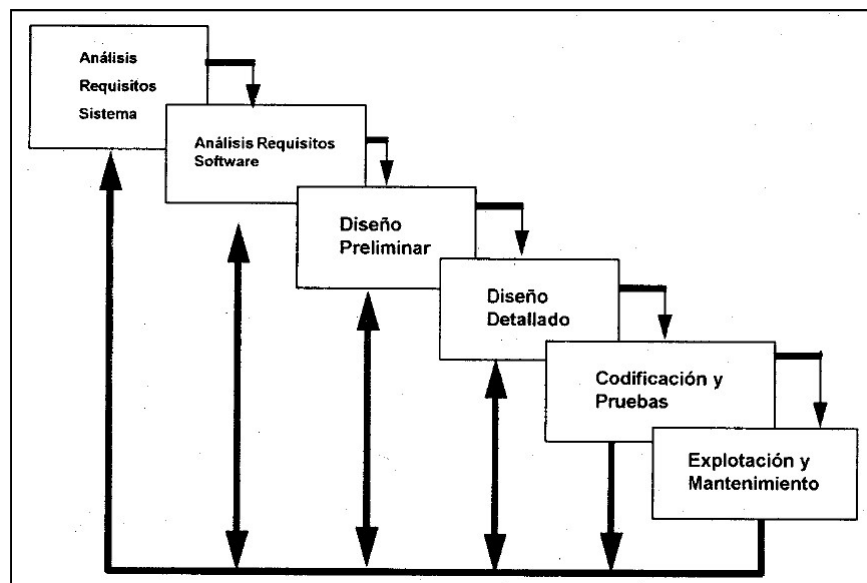 Análisis
Requisitos
Sistema
Análisis Requisitos
Software
Diseño
Preliminar
Diseño
Detallado
Codificación y
Pruebas
Explotación y
Mantenimiento